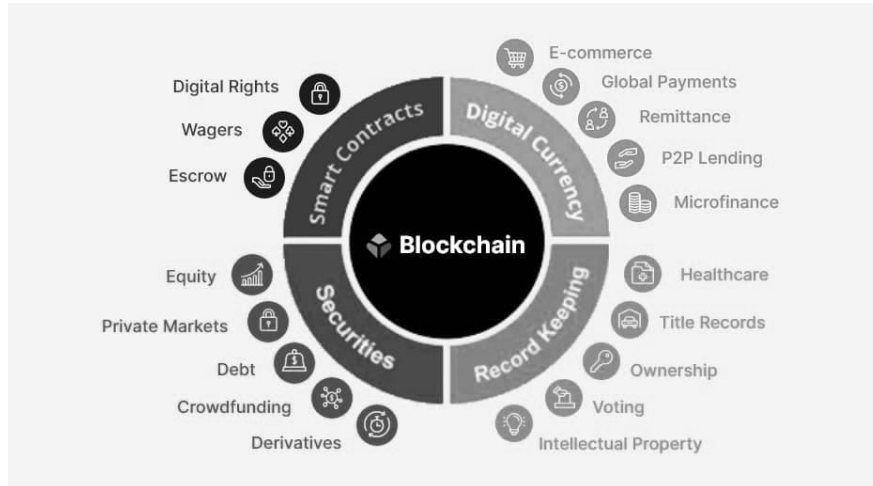 Digital Rights
Wagers
Escrow
Smart Contracts
E-commerce
Global Payments
Remittance
P2P Lending
Microfinance
Digital Currency
Blockchain
Equity
Private Markets
Debt
Crowdfunding
Derivatives
Securities
Healthcare
Title Records
Ownership
Voting
Intellectual Property
Record Keeping